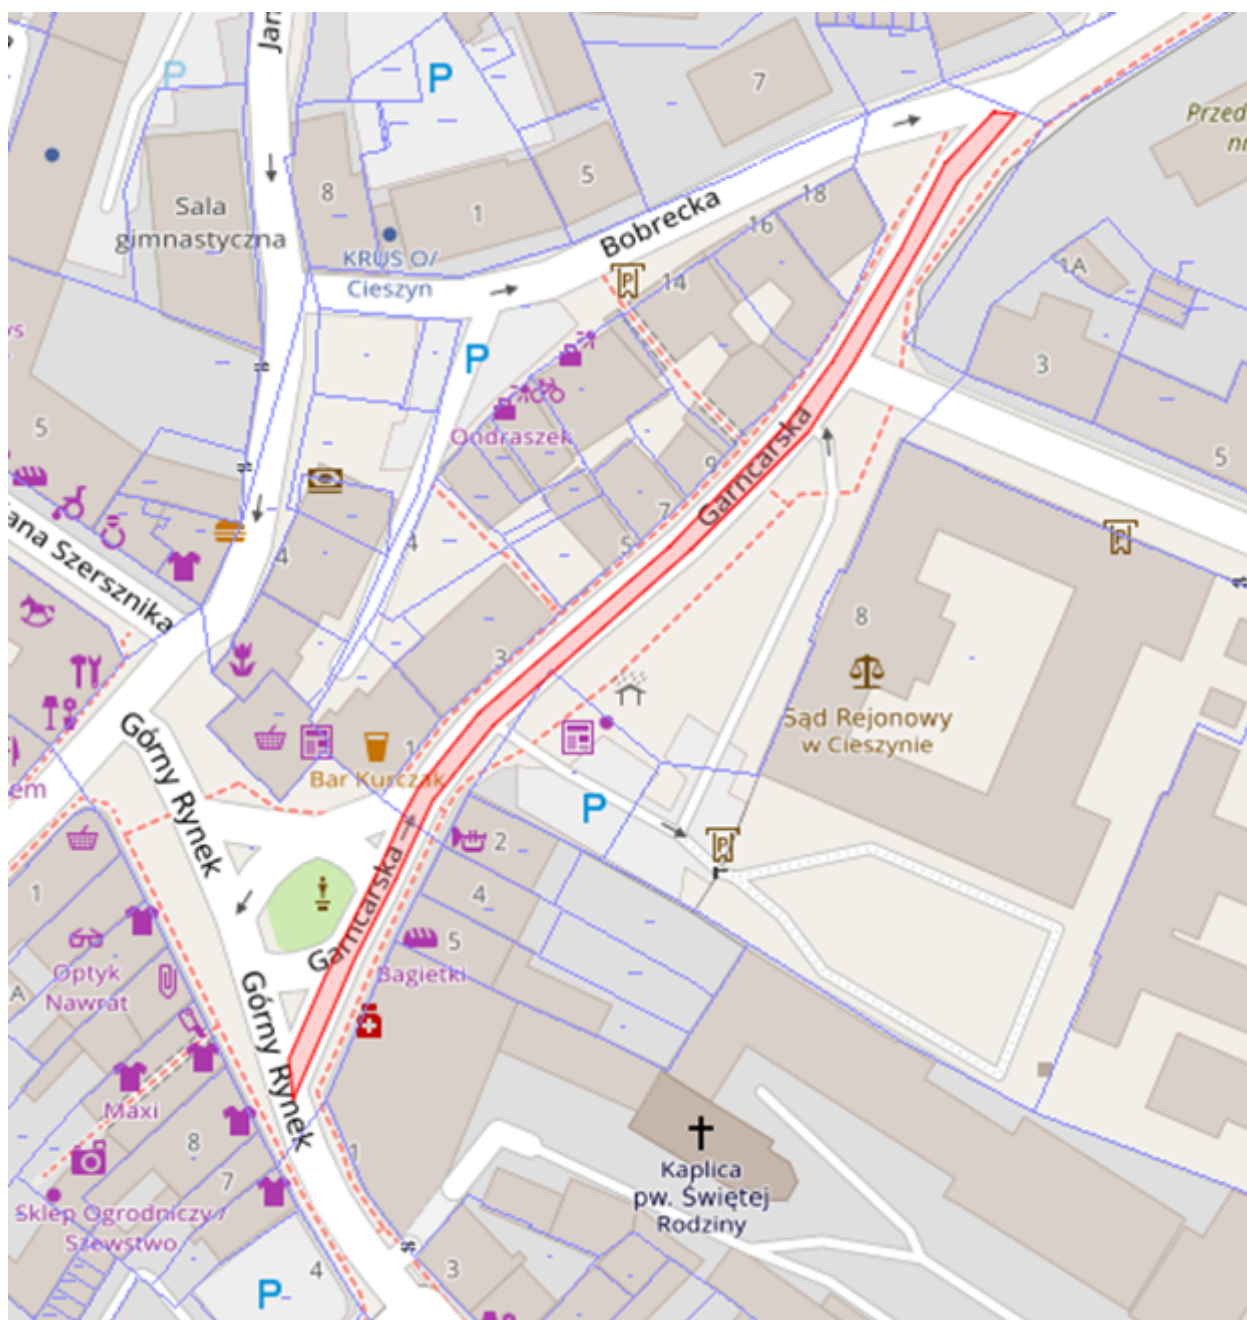 P
P
7
Przed
Sala
gimnastyczna
8
1
5
18
16
Bobrecka
14
KRUS O/
Cieszyn
1A
P
3
5
5
Ondraszek
9
Garncarska
7
5
P
4
4
ana Szersznika
8
3
Sąd Rejonowy
w Cieszynie
Górny Rynek
1
Bar Kurczak
em
P
P
2
1
4
Garncarska
5
Optyk
Nawrat
Bagietki
A
Górny Rynek
Maxi
8
7
1
Kaplica
pw. Świętej
Rodziny
Sklep Ogrodniczy /
Szewstwo
4
3
P